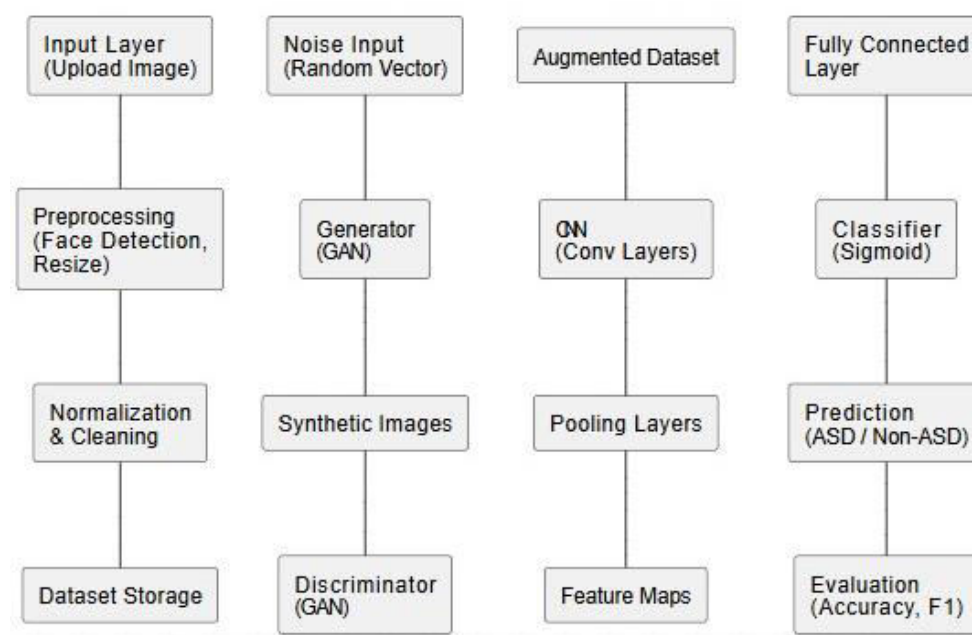 Input Layer
(Upload Image)
Preprocessing
(Face Detection,
Resize)
Normalization
& Cleaning
Dataset Storage
Noise Input
(Random Vector)
Generator
(GAN)
Synthetic Images
Discriminator
(GAN)
Augmented Dataset
CNN
(Conv Layers)
Pooling Layers
Feature Maps
Fully Connected
Layer
Classifier
(Sigmoid)
Prediction
(ASD / Non-ASD)
Evaluation
(Accuracy, F1)